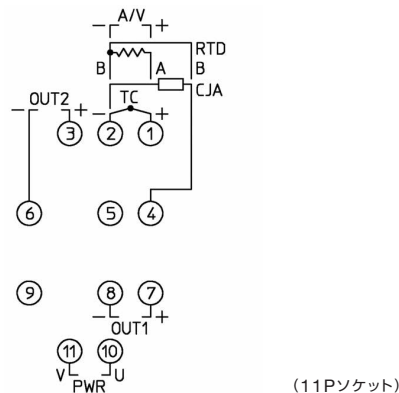 − A/V +
RTD
B A B
CJA
OUT2
− +
TC
− +
3 2 1
6 5 4
9 8 7
− OUT1 +
11 10
V PWR U
（11Pソケット）